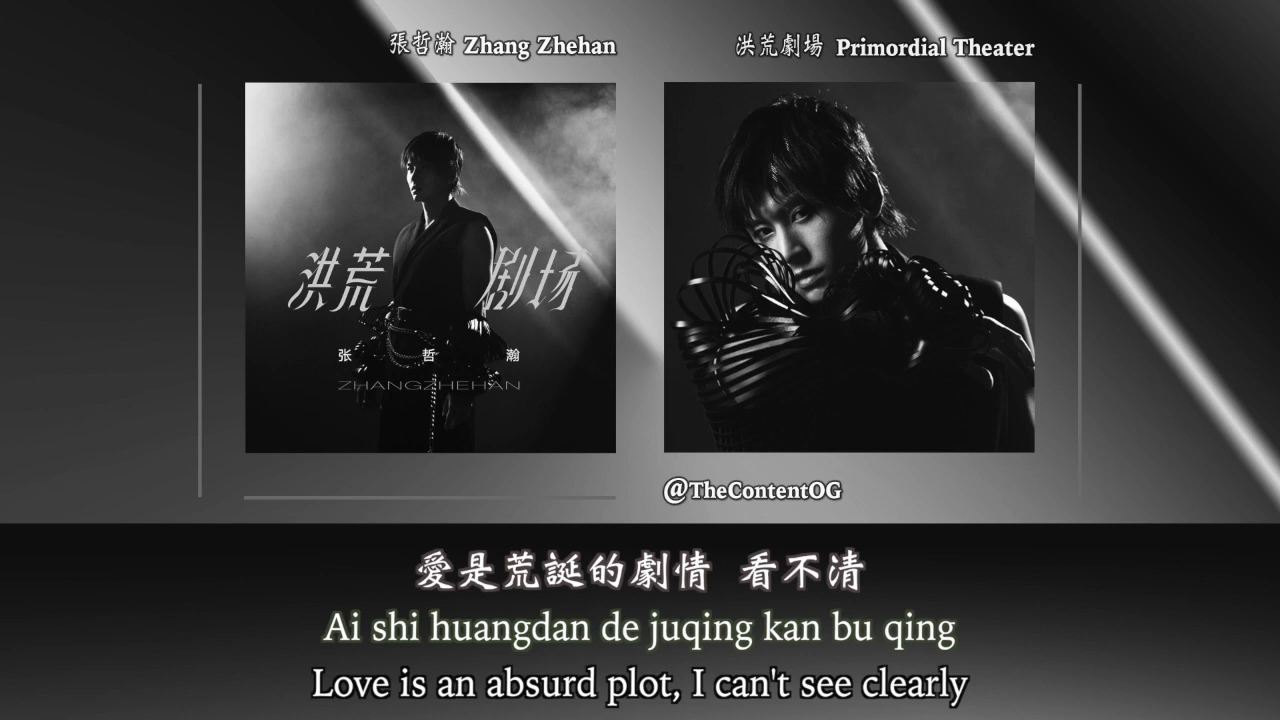 張哲瀚 Zhang Zhehan
洪荒劇場 Primordial Theater
洪荒剧场
张哲瀚
ZHANGZHEHAN
@TheContentOG
愛是荒誕的劇情 看不清
Ai shi huangdan de juqing kan bu qing
Love is an absurd plot, I can't see clearly